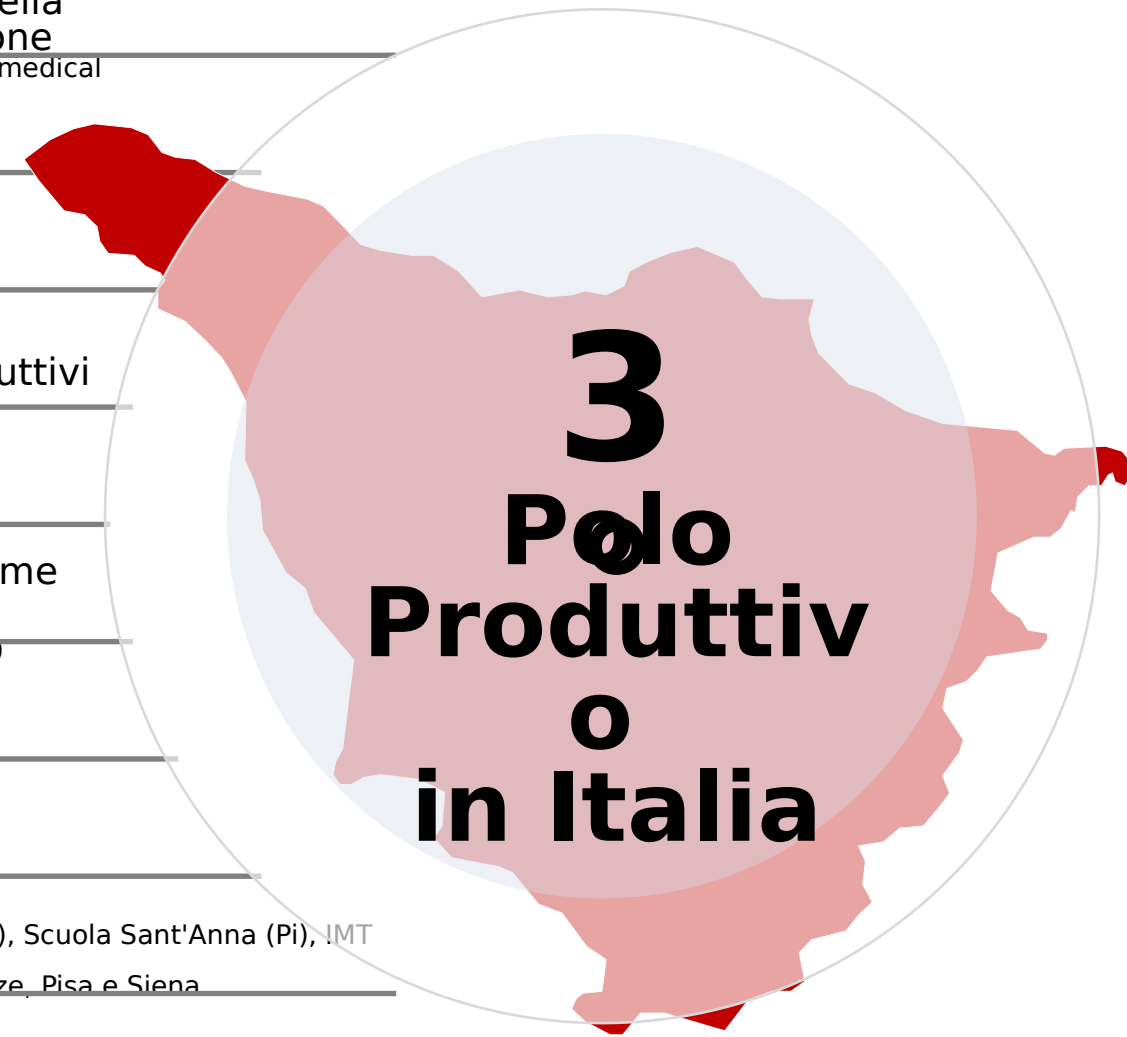 ella
one
medical
uttivi
me
o
), Scuola Sant'Anna (Pi), IMT
ze, Pisa e Siena
3
o
Polo
Produttiv
o
in Italia